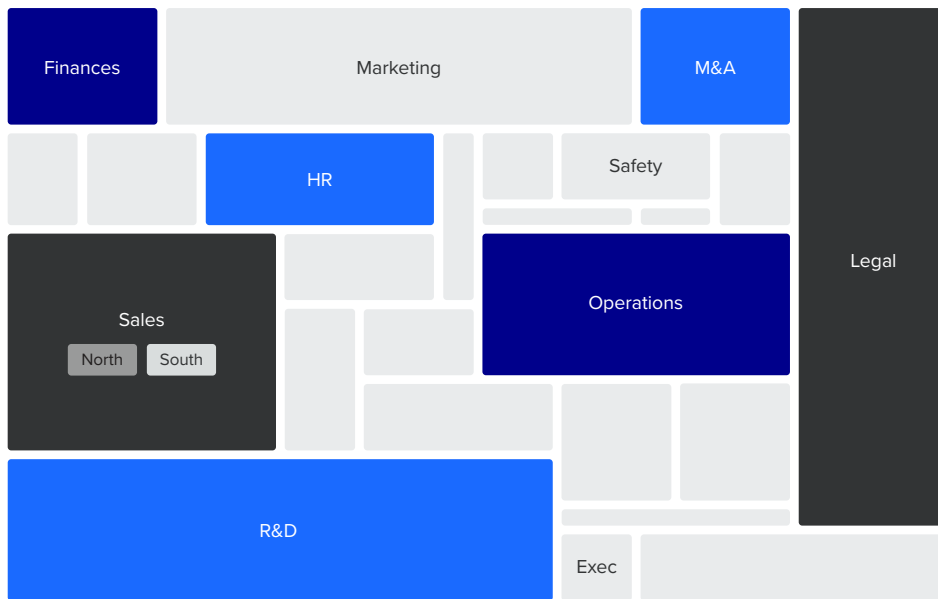 Finances
Marketing
M&A
HR
Safety
Legal
Operations
Sales
North
South
R&D
Exec